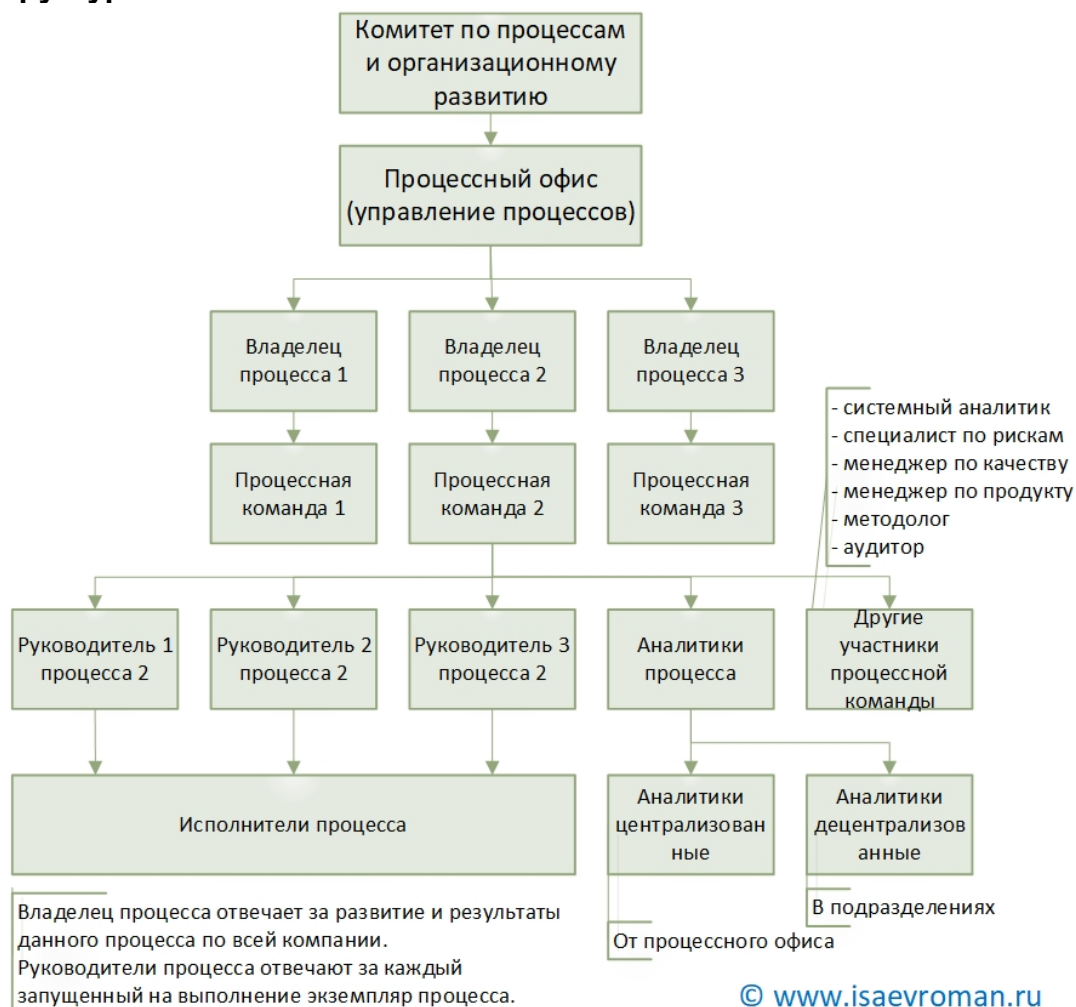 Комитет по процессам
и организационному
развитию
Процессный офис
(управление процессов)
Владелец
процесса 1
Владелец
процесса 2
Владелец
процесса 3
- системный аналитик
- специалист по рискам
- менеджер по качеству
- менеджер по продукту
- методолог
- аудитор
Процессная
команда 1
Процессная
команда 2
Процессная
команда 3
Руководитель 1
процесса 2
Руководитель 2
процесса 2
Руководитель 3
процесса 2
Аналитики
процесса
Другие
участники
процессной
команды
Исполнители процесса
Аналитики
централизован
ные
Аналитики
децентрализов
анные
Владелец процесса отвечает за развитие и результаты
данного процесса по всей компании.
Руководители процесса отвечают за каждый
запущенный на выполнение экземпляр процесса.
От процессного офиса
В подразделениях
© www.isaevroman.ru